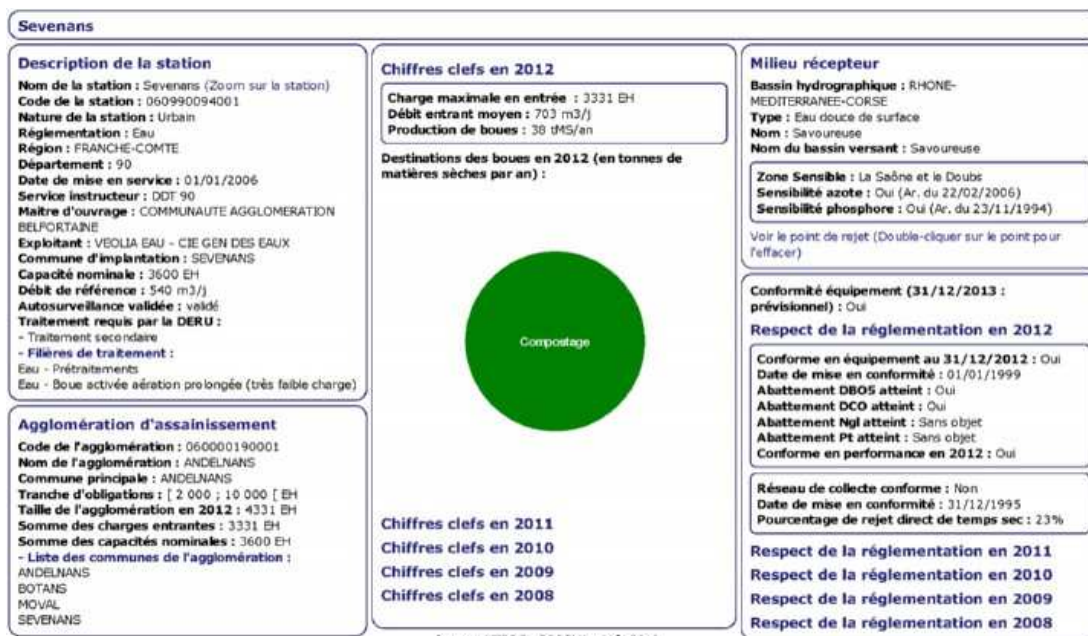 Sevenans
Description de la station
Nom de la station : Sevenans (Zoom sur la station)
Code de la station : 060990094001
Nature de la station : Urbain
Réglementation : Eau
Région : FRANCHE-COMTE
Département : 90
Date de mise en service : 01/01/2006
Service instructeur : DDT 90
Maitre d'ouvrage : COMMUNAUTE AGGLOMERATION
BELFORTAINE
Exploitant : VEOLIA EAU - CIE GEN DES EAUX
Commune d'implantation : SEVENANS
Capacité nominale : 3600 EH
Débit de référence : 540 m3/j
Autosurveillance validée : validé
Traitement requis par la DERU :
- Traitement secondaire
- Filières de traitement :
Eau - Prétraitements
Eau - Boue activée aération prolongée (très faible charge)
Agglomération d'assainissement
Code de l'agglomération : 060000190001
Nom de l'agglomération : ANDELNANS
Commune principale : ANDELNANS
Tranche d'obligations : [ 2 000 ; 10 000 [ EH
Taille de l'agglomération en 2012 : 4331 EH
Somme des charges entrantes : 3331 EH
Somme des capacités nominales : 3600 EH
- Liste des communes de l'agglomération :
ANDELNANS
BOTANS
MOVAL
SEVENANS
Chiffres clefs en 2012
Charge maximale en entrée : 3331 EH
Débit entrant moyen : 703 m3/j
Production de boues : 38 tMS/an
Destinations des boues en 2012 (en tonnes de
matières sèches par an) :
Compostage
Chiffres clefs en 2011
Chiffres clefs en 2010
Chiffres clefs en 2009
Chiffres clefs en 2008
Milieu récepteur
Bassin hydrographique : RHONE-
MEDITERRANEE-CORSE
Type : Eau douce de surface
Nom : Savoureuse
Nom du bassin versant : Savoureuse
Zone Sensible : La Saône et le Doubs
Sensibilité azote : Oui (Ar. du 22/02/2006)
Sensibilité phosphore : Oui (Ar. du 23/11/1994)
Voir le point de rejet (Double-cliquer sur le point pour
l'effacer)
Conformité équipement (31/12/2013 :
prévisionnel) : Oui
Respect de la réglementation en 2012
Conforme en équipement au 31/12/2012 : Oui
Date de mise en conformité : 01/01/1999
Abattement DBO5 atteint : Oui
Abattement DCO atteint : Oui
Abattement Ngl atteint : Sans objet
Abattement Pt atteint : Sans objet
Conforme en performance en 2012 : Oui
Réseau de collecte conforme : Non
Date de mise en conformité : 31/12/1995
Pourcentage de rejet direct de temps sec : 23%
Respect de la réglementation en 2011
Respect de la réglementation en 2010
Respect de la réglementation en 2009
Respect de la réglementation en 2008